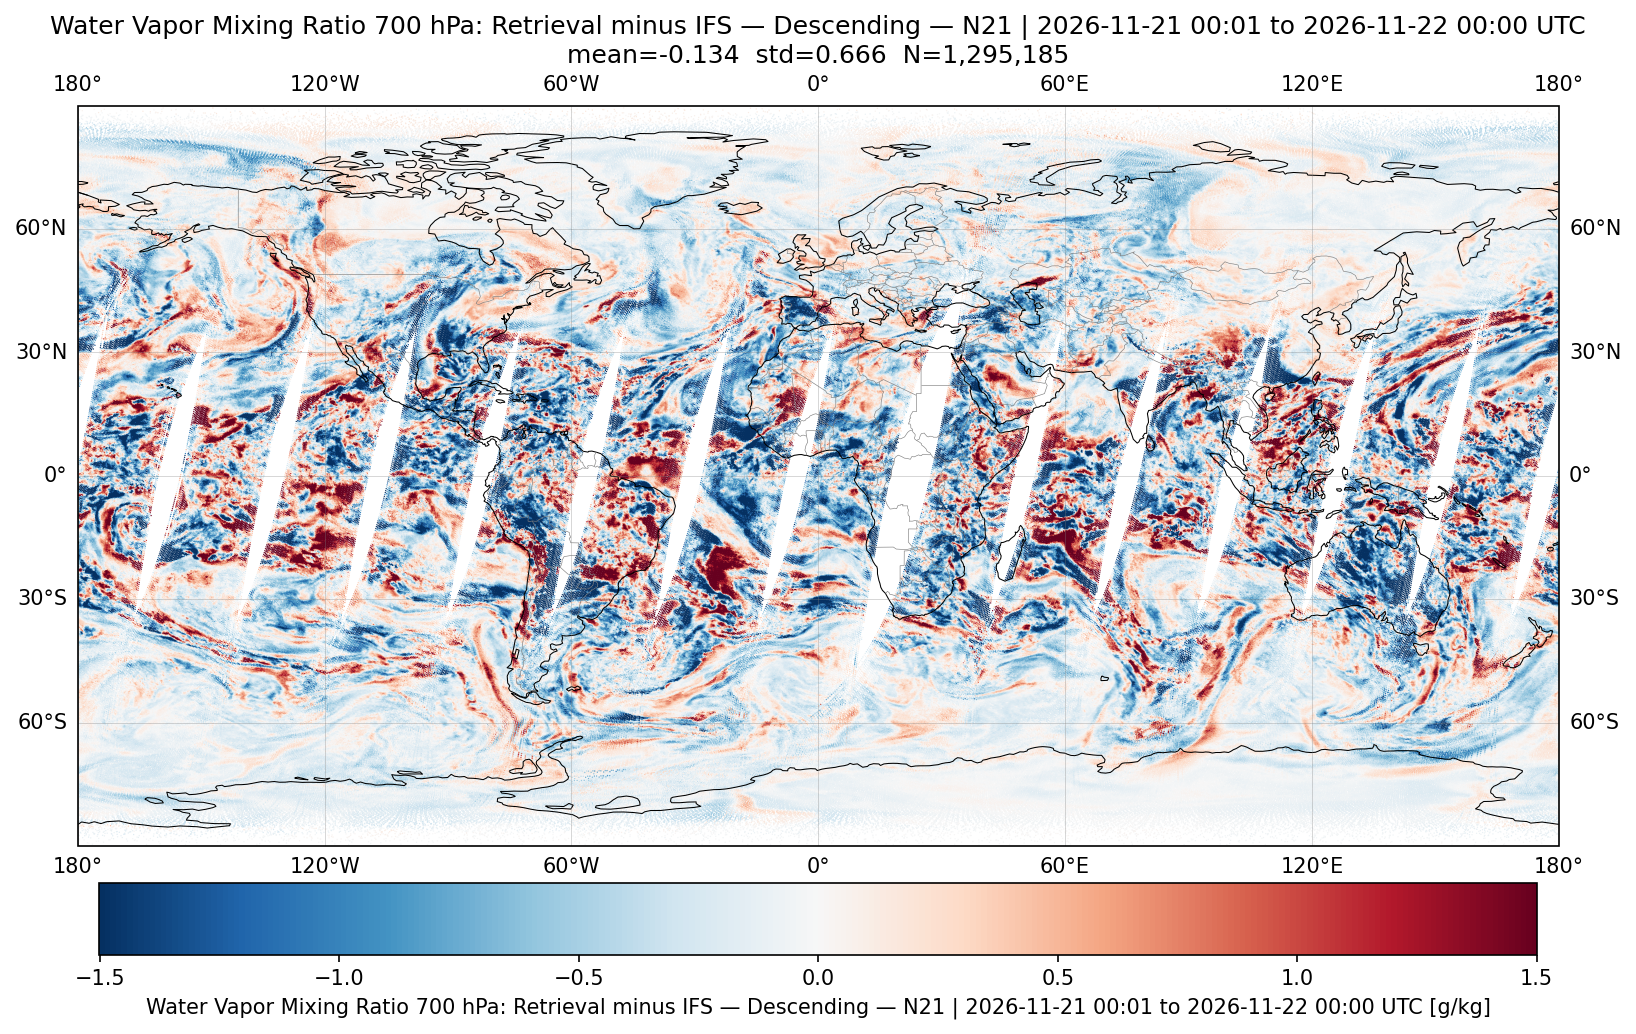 Water Vapor Mixing Ratio 700 hPa: Retrieval minus IFS — Descending — N21 | 2026-11-21 00:01 to 2026-11-22 00:00 UTC
mean=-0.134  std=0.666  N=1,295,185
180° 120°W 60°W 0° 60°E 120°E 180°
60°N 60°N
30°N 30°N
0° 0°
30°S 30°S
60°S 60°S
180° 120°W 60°W 0° 60°E 120°E 180°
−1.5 −1.0 −0.5 0.0 0.5 1.0 1.5
Water Vapor Mixing Ratio 700 hPa: Retrieval minus IFS — Descending — N21 | 2026-11-21 00:01 to 2026-11-22 00:00 UTC [g/kg]